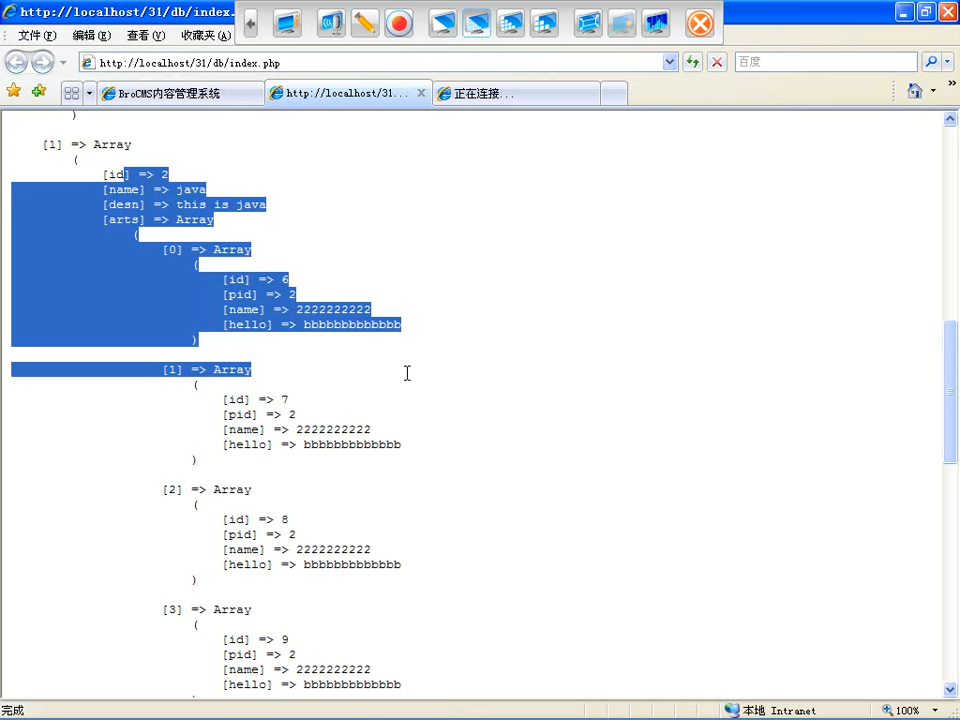 http://localhost/31/db/index.
文件(F) 编辑(E) 查看(V) 收藏夹(A)
http://localhost/31/db/index.php 百度
BroCMS内容管理系统 http://localhost/31... 正在连接...
)
[1] => Array
(
[id] => 2
[name] => java
[desn] => this is java
[arts] => Array
(
[0] => Array
(
[id] => 6
[pid] => 2
[name] => 2222222222
[hello] => bbbbbbbbbbbbb
)
[1] => Array
(
[id] => 7
[pid] => 2
[name] => 2222222222
[hello] => bbbbbbbbbbbbb
)
[2] => Array
(
[id] => 8
[pid] => 2
[name] => 2222222222
[hello] => bbbbbbbbbbbbb
)
[3] => Array
(
[id] => 9
[pid] => 2
[name] => 2222222222
[hello] => bbbbbbbbbbbbb
完成 本地 Intranet 100%